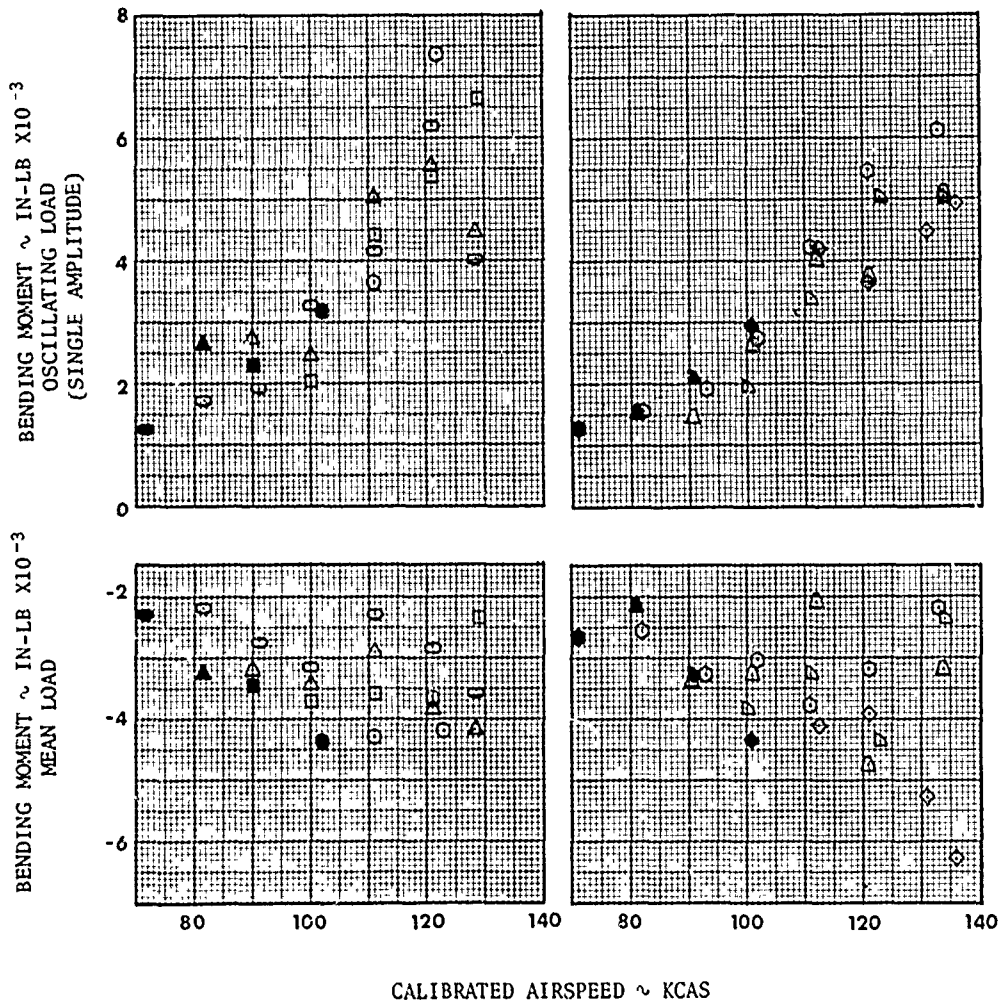 BENDING MOMENT ~ IN-LB X10⁻³
OSCILLATING LOAD
(SINGLE AMPLITUDE)
8
6
4
2
0
BENDING MOMENT ~ IN-LB X10⁻³
MEAN LOAD
-2
-4
-6
80 100 120 140
80 100 120 140
CALIBRATED AIRSPEED ~ KCAS